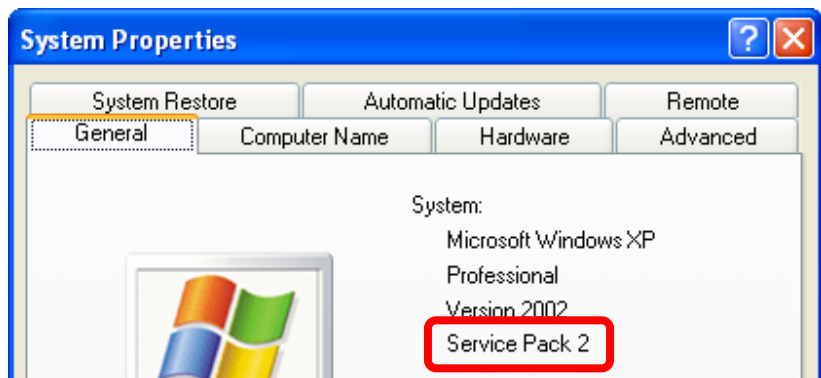 System Properties
System Restore Automatic Updates Remote
General Computer Name Hardware Advanced
System:
Microsoft Windows XP
Professional
Version 2002
Service Pack 2